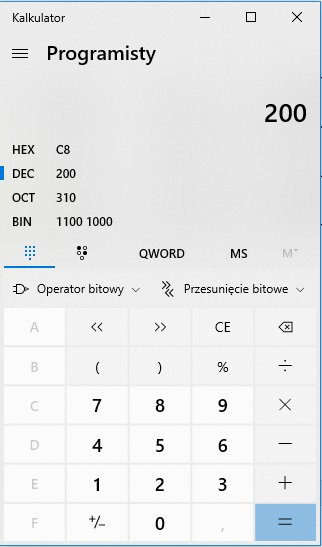 Kalkulator
Programisty
200
HEX C8
DEC 200
OCT 310
BIN 1100 1000
QWORD MS M˅
Operator bitowy Przesunięcie bitowe
A << >> CE
B ( ) % ÷
C 7 8 9 ×
D 4 5 6 −
E 1 2 3 +
F +/− 0 , =